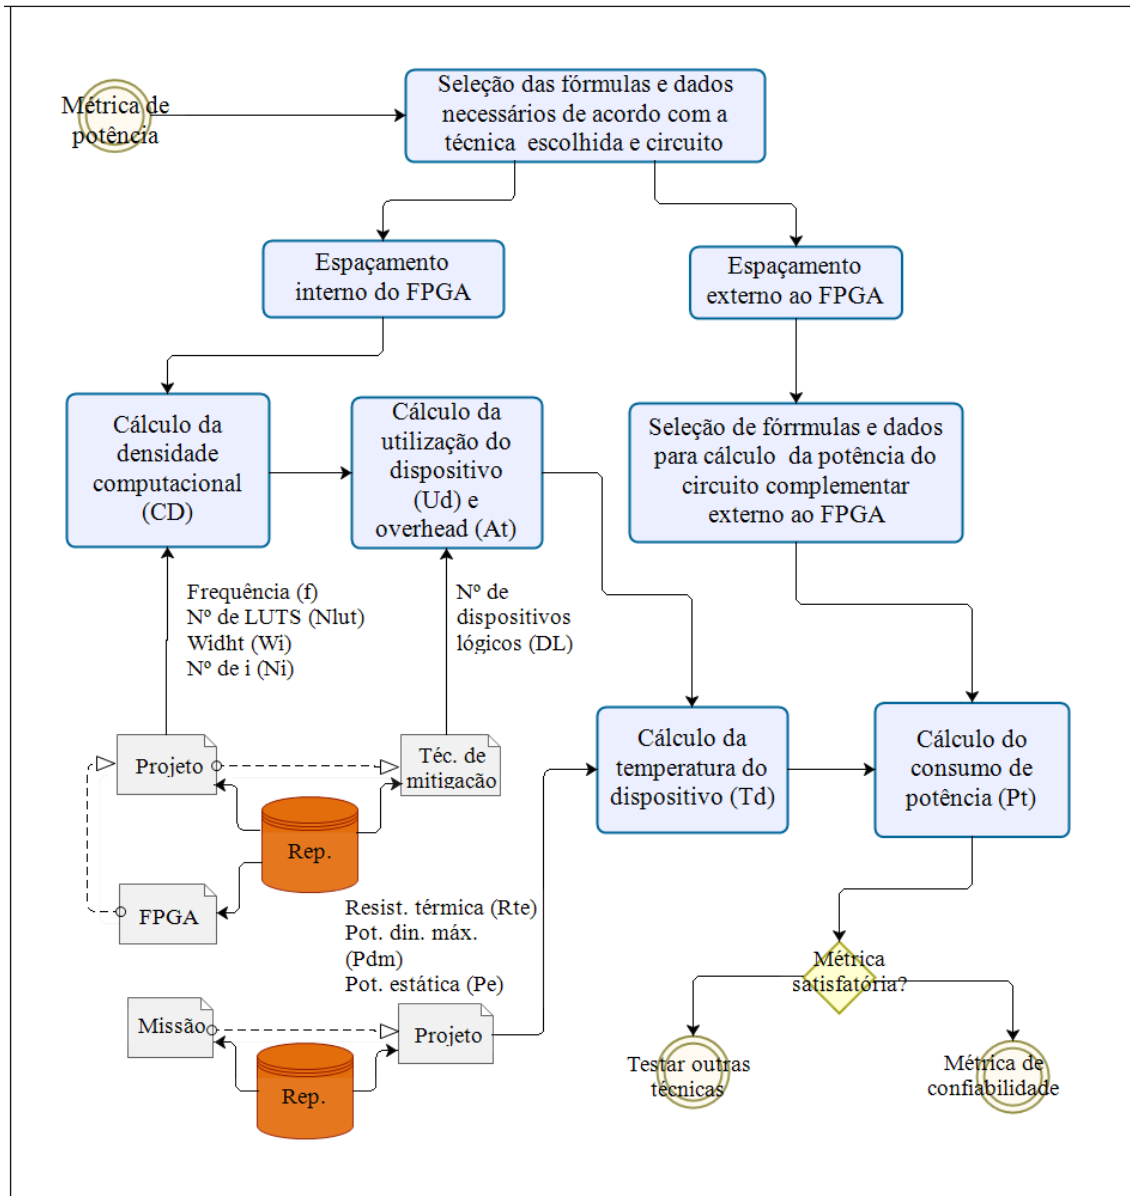 Métrica de
potência
Seleção das fórmulas e dados
necessários de acordo com a
técnica escolhida e circuito
Espaçamento
interno do FPGA
Espaçamento
externo ao FPGA
Cálculo da
densidade
computacional
(CD)
Cálculo da
utilização do
dispositivo
(Ud) e
overhead (At)
Seleção de fórrmulas e dados
para cálculo da potência do
circuito complementar
externo ao FPGA
Frequência (f)
Nº de LUTS (Nlut)
Widht (Wi)
Nº de i (Ni)
Nº de
dispositivos
lógicos (DL)
Projeto
Téc. de
mitigação
Rep.
FPGA
Cálculo da
temperatura do
dispositivo (Td)
Cálculo do
consumo de
potência (Pt)
Resist. térmica (Rte)
Pot. din. máx.
(Pdm)
Pot. estática (Pe)
Missão
Projeto
Rep.
Métrica
satisfatória?
Testar outras
técnicas
Métrica de
confiabilidade